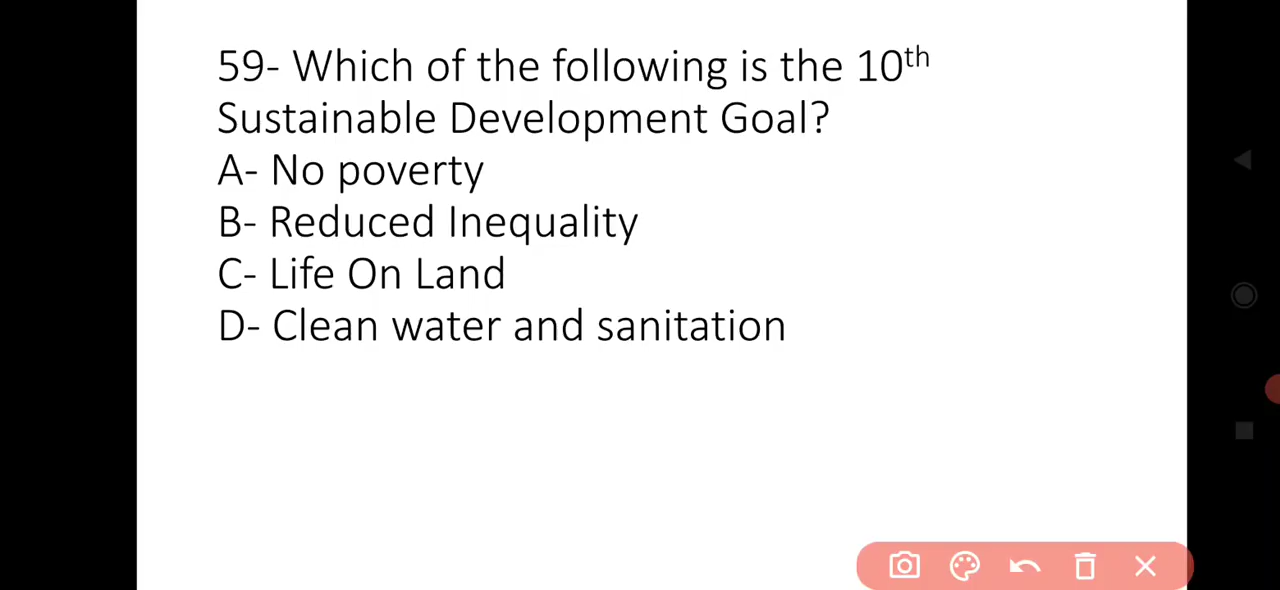 59- Which of the following is the 10th
Sustainable Development Goal?
A- No poverty
B- Reduced Inequality
C- Life On Land
D- Clean water and sanitation